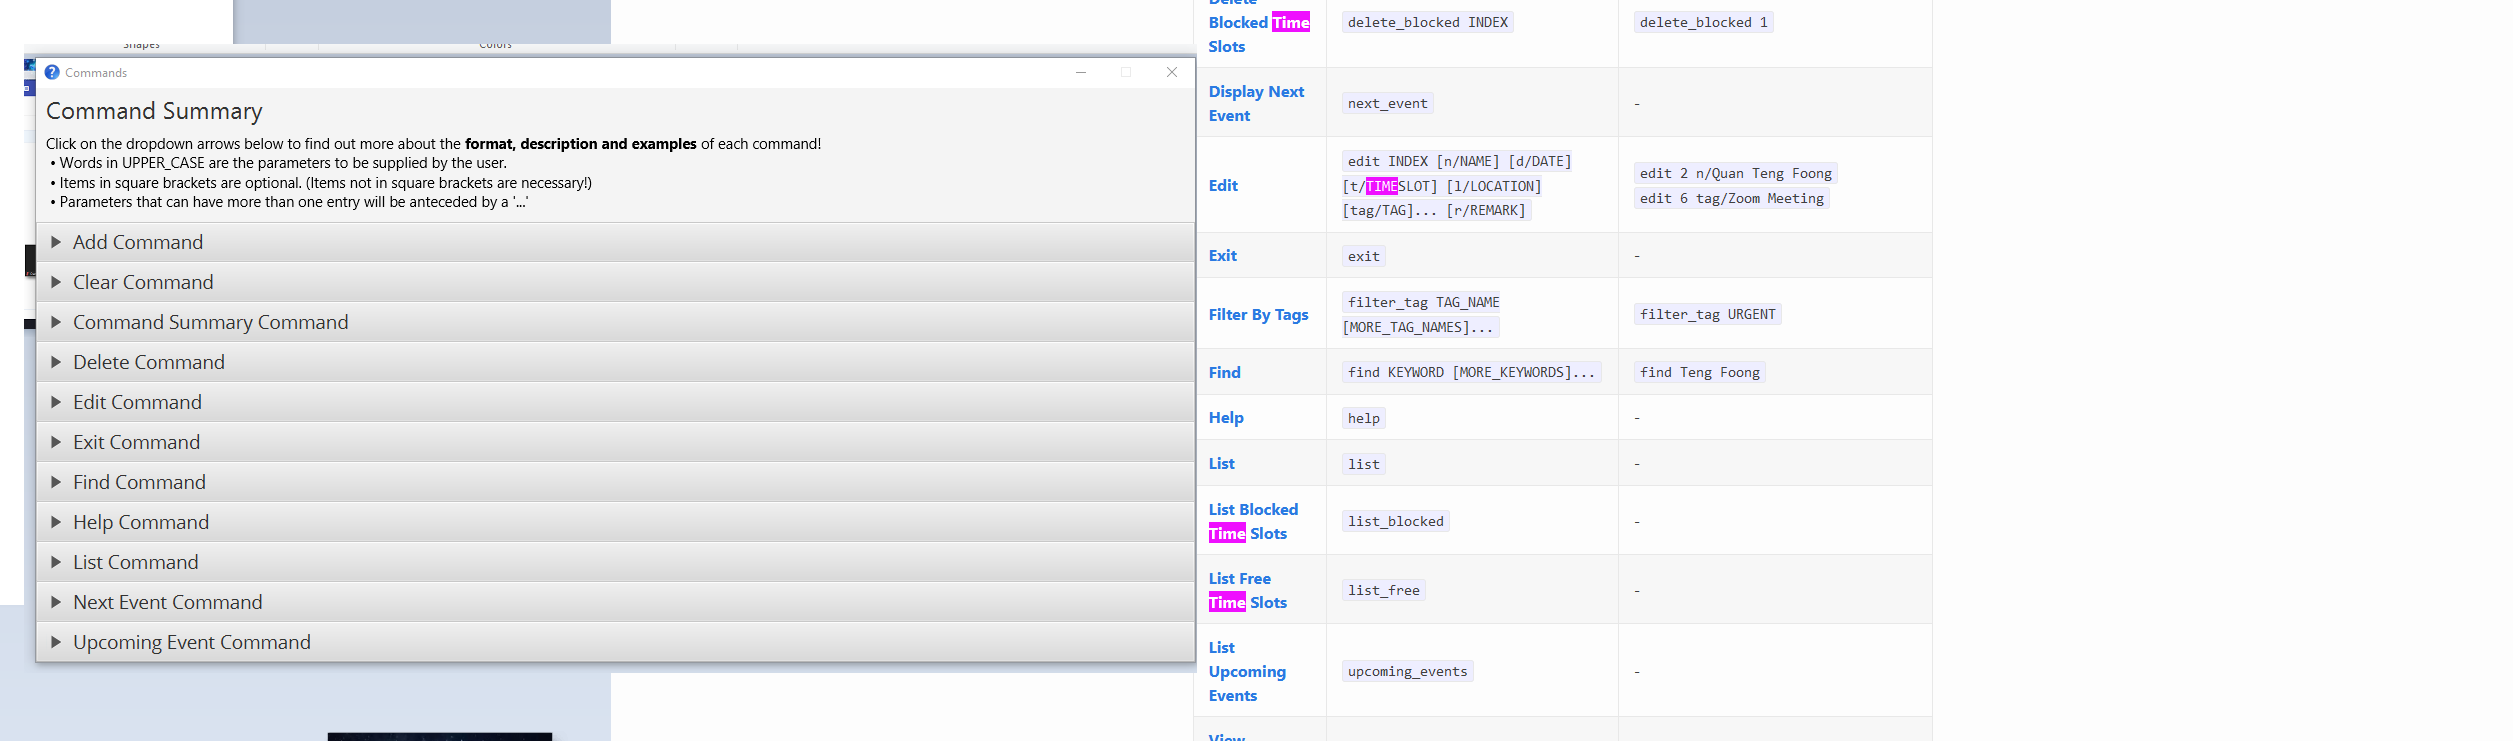 Shapes
Colors
Commands
Command Summary
Click on the dropdown arrows below to find out more about the format, description and examples of each command!
• Words in UPPER_CASE are the parameters to be supplied by the user.
• Items in square brackets are optional. (Items not in square brackets are necessary!)
• Parameters that can have more than one entry will be anteceded by a '...'
Add Command
Clear Command
Command Summary Command
Delete Command
Edit Command
Exit Command
Find Command
Help Command
List Command
Next Event Command
Upcoming Event Command
Delete
Blocked Time
Slots
delete_blocked INDEX
delete_blocked 1
Display Next
Event
next_event
-
Edit
edit INDEX [n/NAME] [d/DATE]
[t/TIMESLOT] [l/LOCATION]
[tag/TAG]... [r/REMARK]
edit 2 n/Quan Teng Foong
edit 6 tag/Zoom Meeting
Exit
exit
-
Filter By Tags
filter_tag TAG_NAME
[MORE_TAG_NAMES]...
filter_tag URGENT
Find
find KEYWORD [MORE_KEYWORDS]...
find Teng Foong
Help
help
-
List
list
-
List Blocked
Time Slots
list_blocked
-
List Free
Time Slots
list_free
-
List
Upcoming
Events
upcoming_events
-
View